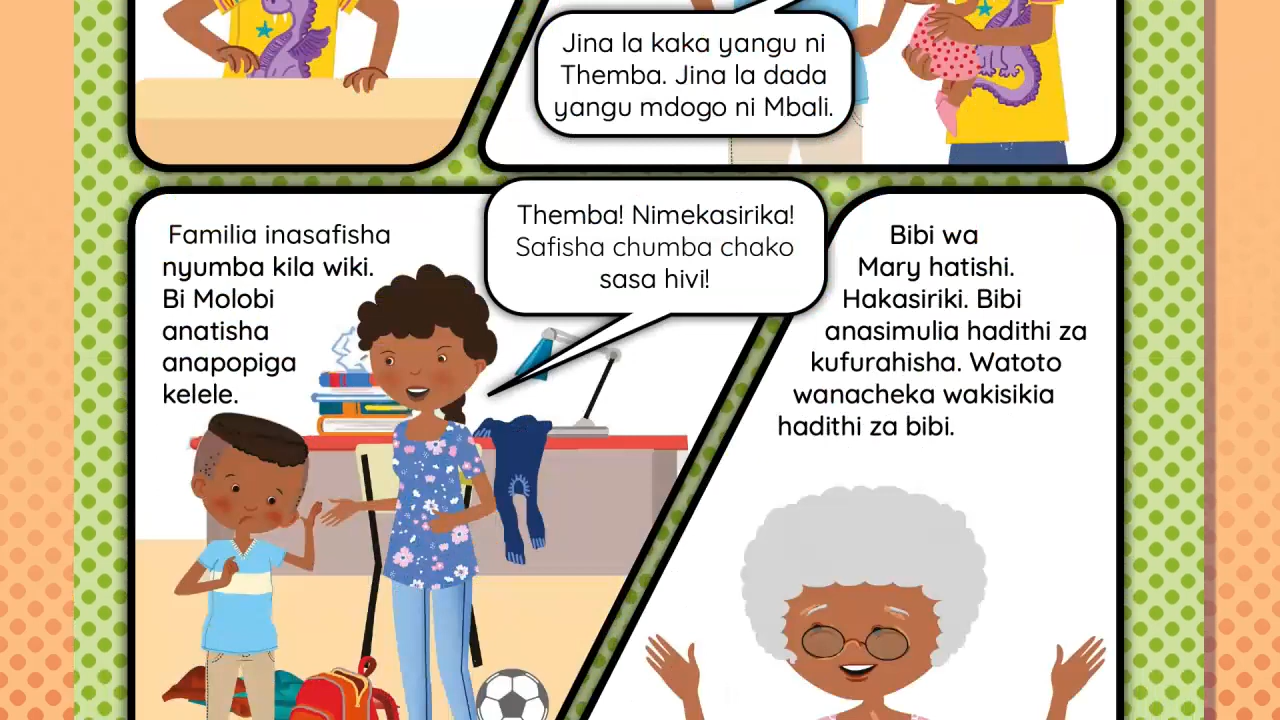 Jina la kaka yangu ni
Themba. Jina la dada
yangu mdogo ni Mbali.
Familia inasafisha
nyumba kila wiki.
Bi Molobi
anatisha
anapopiga
kelele.
Themba! Nimekasirika!
Safisha chumba chako
sasa hivi!
Bibi wa
Mary hatishi.
Hakasiriki. Bibi
anasimulia hadithi za
kufurahisha. Watoto
wanacheka wakisikia
hadithi za bibi.